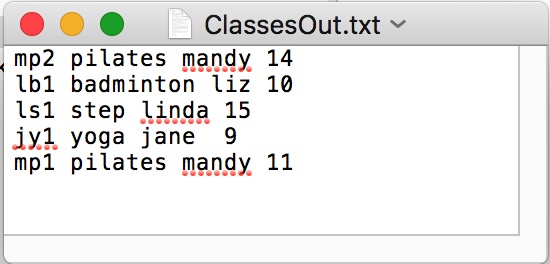 ClassesOut.txt
mp2 pilates mandy 14
lb1 badminton liz 10
ls1 step linda 15
jy1 yoga jane  9
mp1 pilates mandy 11